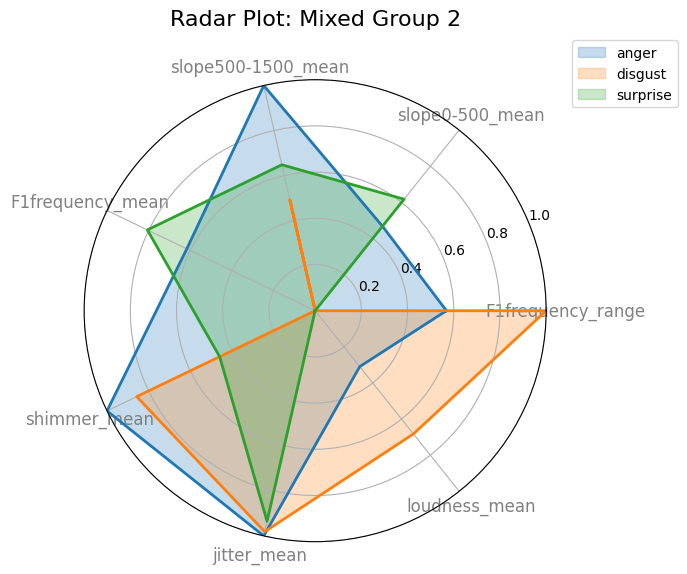 Radar Plot: Mixed Group 2
anger
disgust
surprise
slope500-1500_mean
slope0-500_mean
F1frequency_mean
1.0
0.8
0.6
0.4
0.2
F1frequency_range
shimmer_mean
loudness_mean
jitter_mean